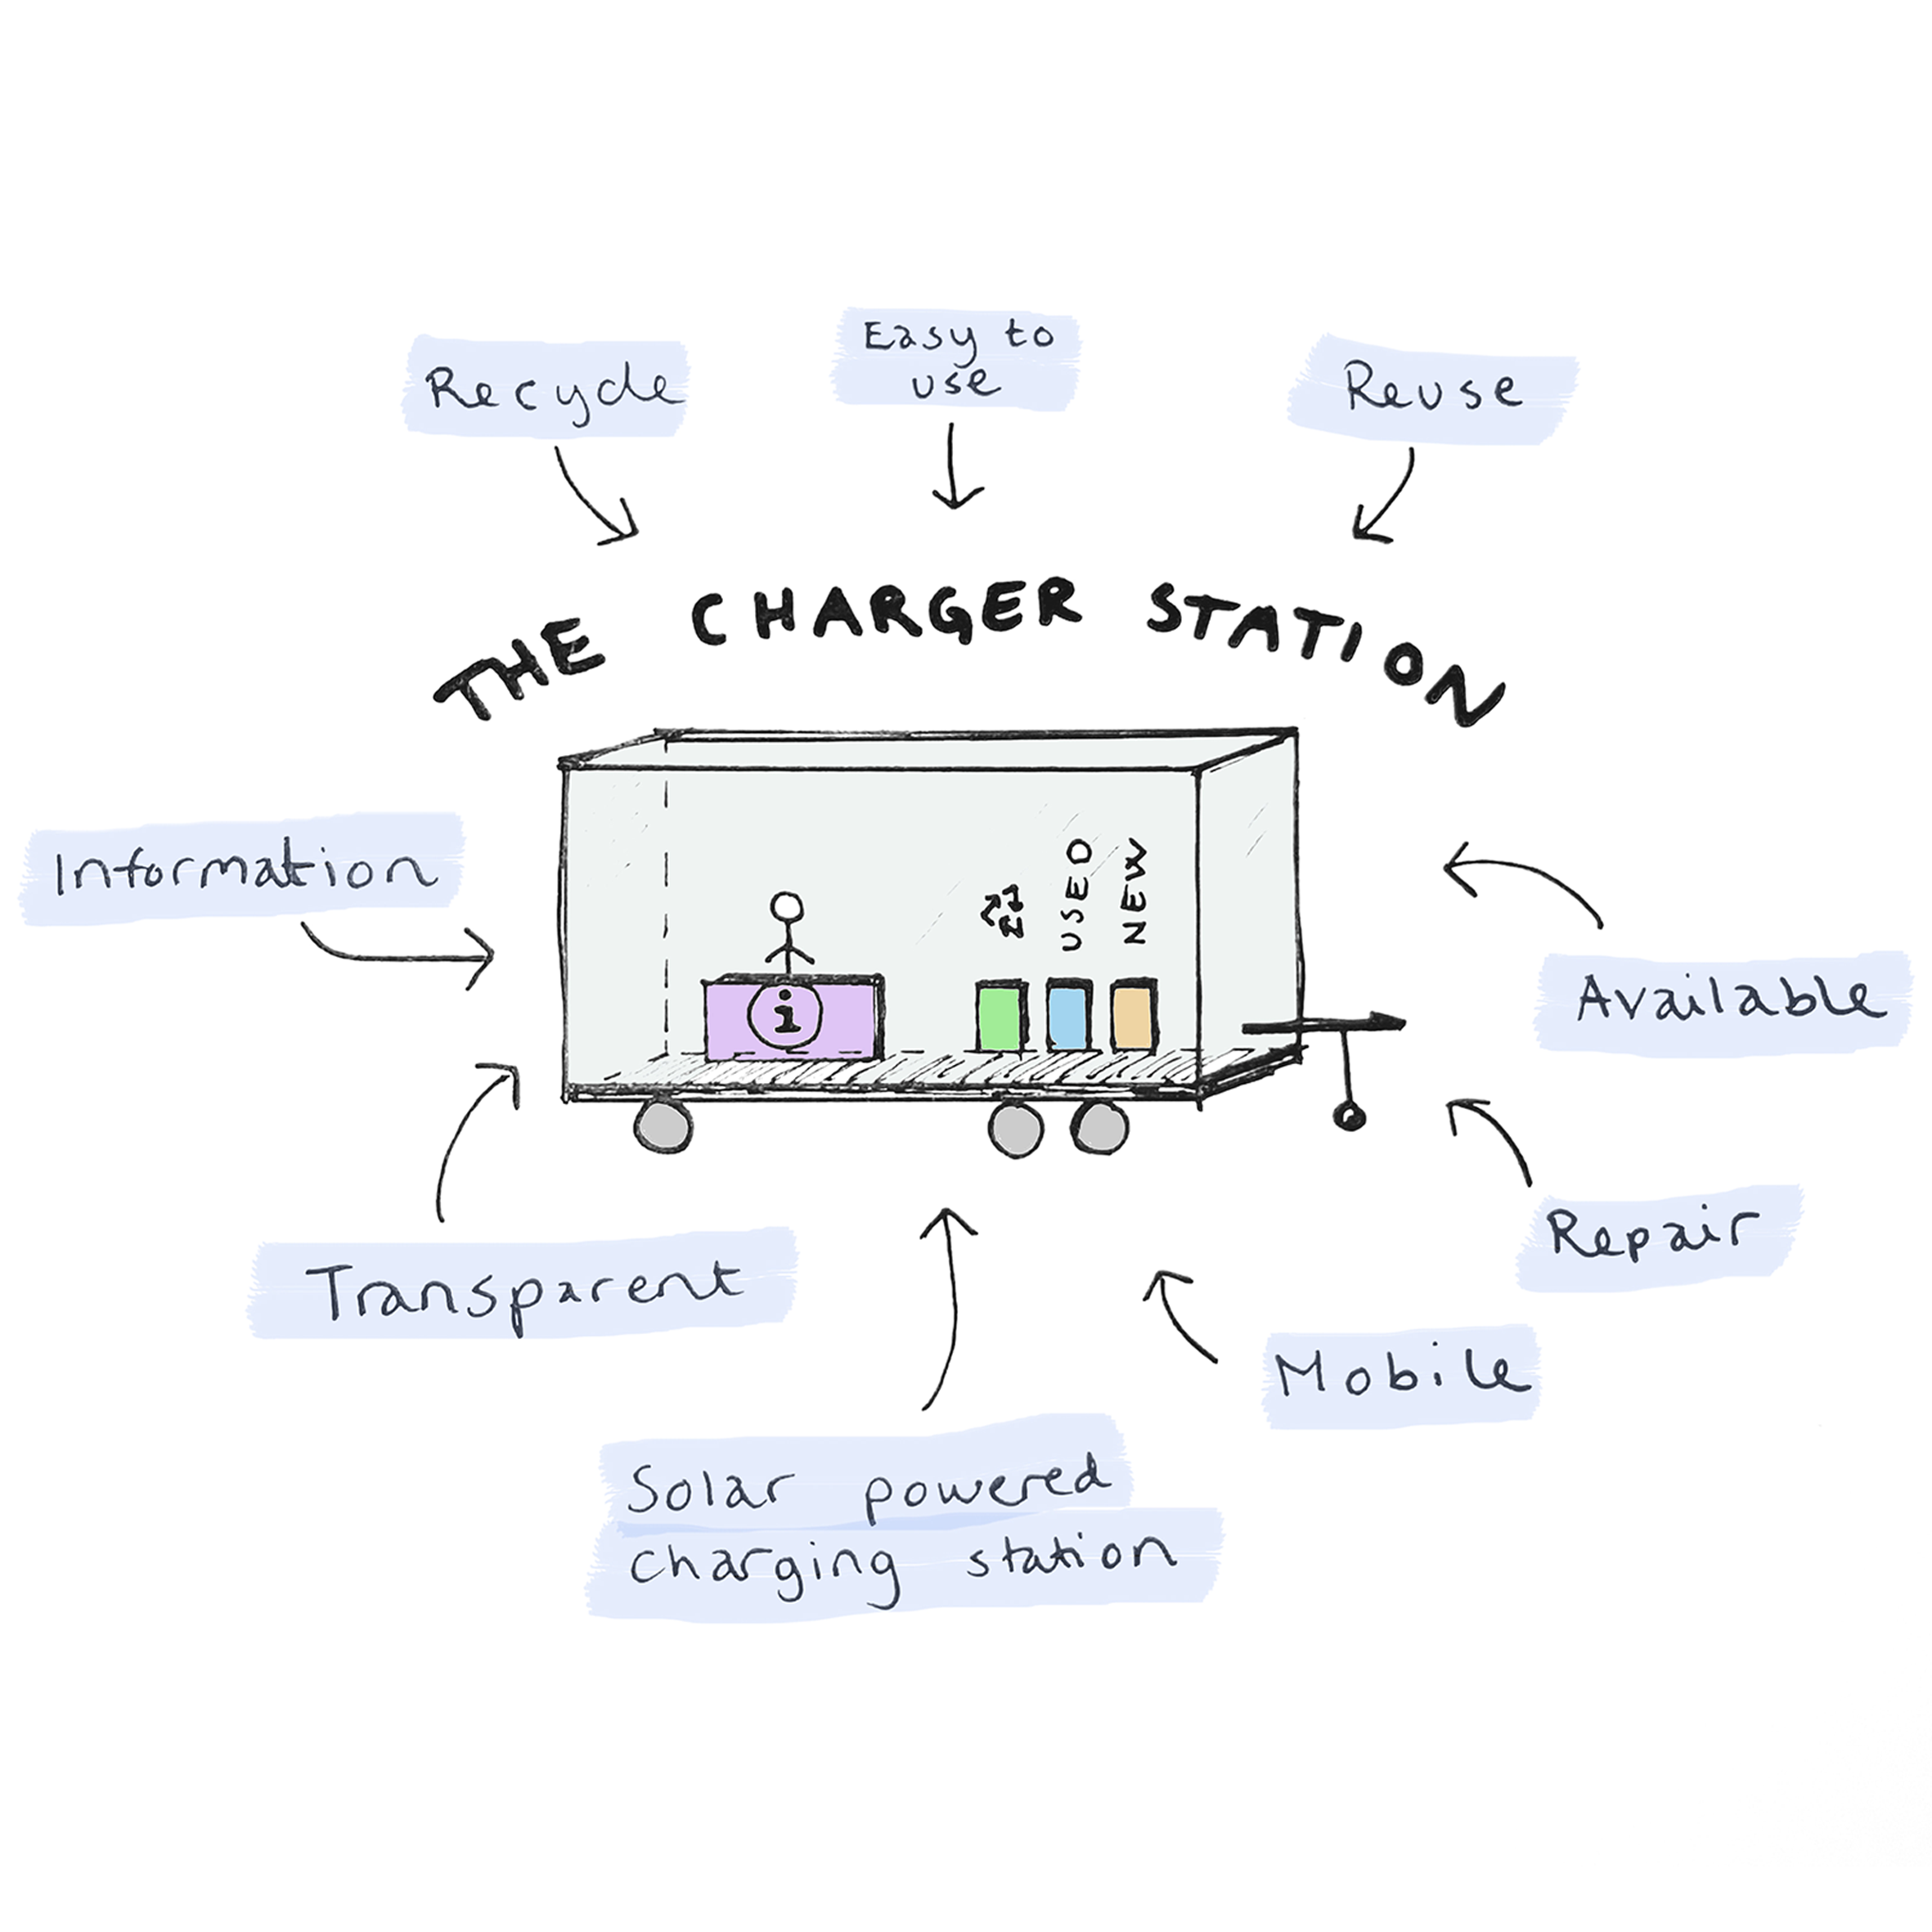 Recycle
Easy to
use
Reuse
THE CHARGER STATION
Information
USED
NEW
i
Available
Transparent
Repair
Mobile
Solar powered
charging station